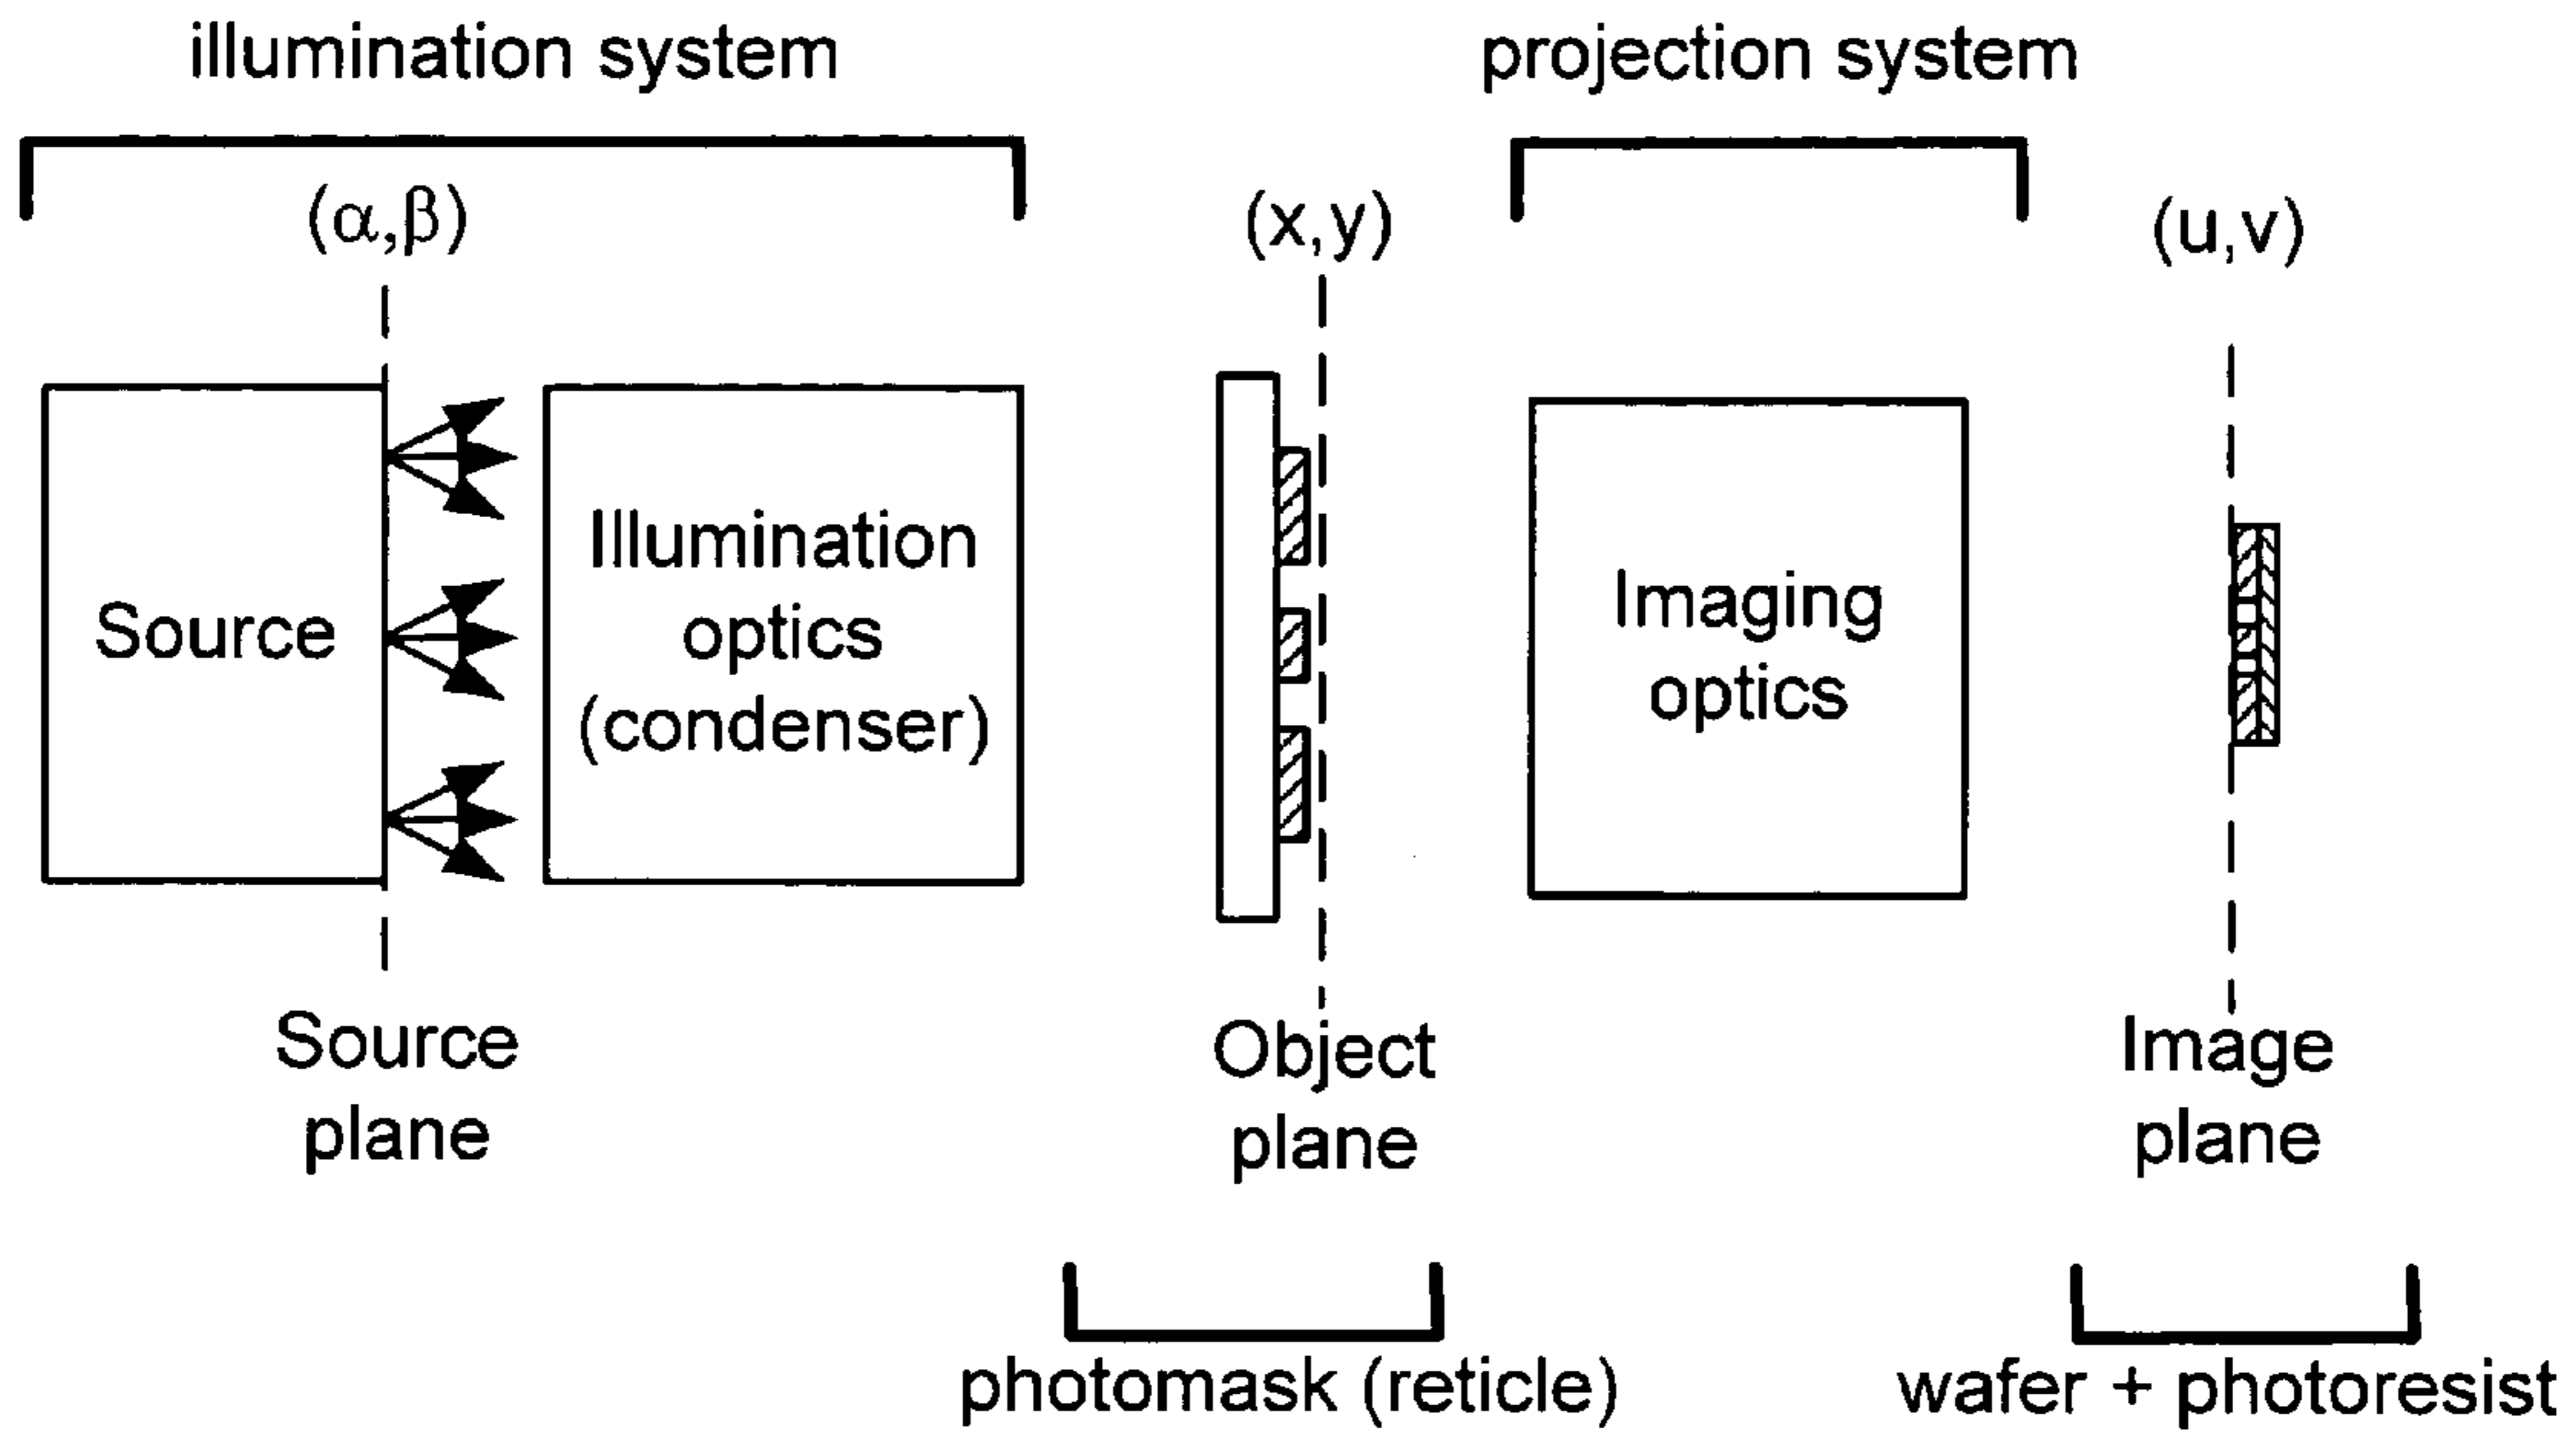 illumination system
projection system
(α,β)
(x,y)
(u,v)
Source
Illumination
optics
(condenser)
Imaging
optics
Source
plane
Object
plane
Image
plane
photomask (reticle)
wafer + photoresist